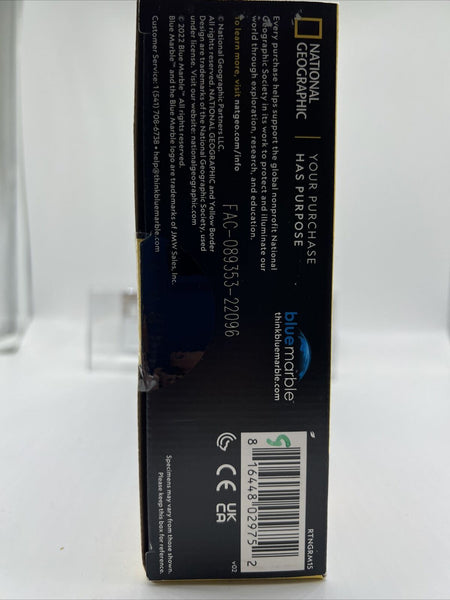 NATIONAL
GEOGRAPHIC
YOUR PURCHASE
HAS PURPOSE
Every purchase helps support the global nonprofit National
Geographic Society in its work to protect and illuminate our
world through exploration, research, and education.
To learn more, visit natgeo.com/info
© National Geographic Partners LLC.
All rights reserved. NATIONAL GEOGRAPHIC and Yellow Border
Design are trademarks of the National Geographic Society, used
under license. Visit our website: nationalgeographic.com
© 2022 Blue Marble™ All rights reserved.
Blue Marble™ and the Blue Marble logo are trademarks of JMW Sales, Inc.
Customer Service: 1 (541) 708-6738 • help@thinkbluemarble.com
FAC-089353-22096
bluemarble™
thinkbluemarble.com
RTNGRM15
8 16448 02975 2
CE
UK
CA
v02
Specimens may vary from those shown.
Please keep this box for reference.